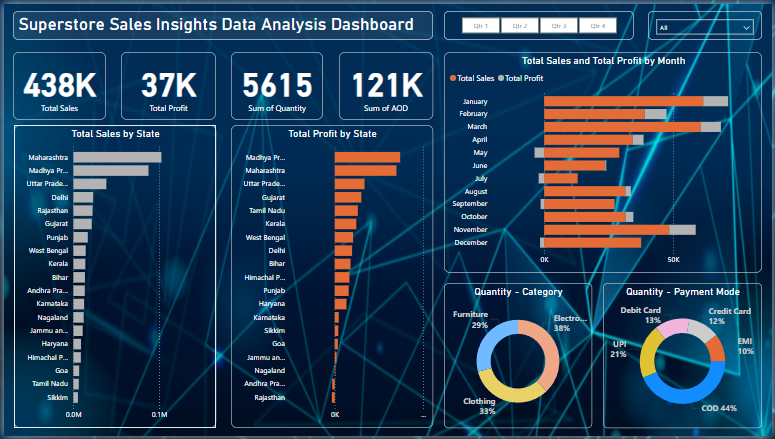 Superstore Sales Insights Data Analysis Dashboard
Qtr 1 Qtr 2 Qtr 3 Qtr 4
All
438K
Total Sales
37K
Total Profit
5615
Sum of Quantity
121K
Sum of AOD
Total Sales by State
Maharashtra
Madhya Pr...
Uttar Prade...
Delhi
Rajasthan
Gujarat
Punjab
West Bengal
Kerala
Bihar
Andhra Pra...
Karnataka
Nagaland
Jammu an...
Haryana
Himachal P...
Goa
Tamil Nadu
Sikkim
0.0M 0.1M
Total Profit by State
Madhya Pr...
Maharashtra
Uttar Prade...
Gujarat
Tamil Nadu
Kerala
West Bengal
Delhi
Bihar
Himachal P...
Punjab
Haryana
Karnataka
Sikkim
Goa
Jammu an...
Nagaland
Andhra Pra...
Rajasthan
0K ...
Total Sales and Total Profit by Month
Total Sales Total Profit
January
February
March
April
May
June
July
August
September
October
November
December
0K 50K
Quantity - Category
Furniture
29%
Electro...
38%
Clothing
33%
Quantity - Payment Mode
Debit Card
13%
Credit Card
12%
UPI
21%
EMI
10%
COD 44%